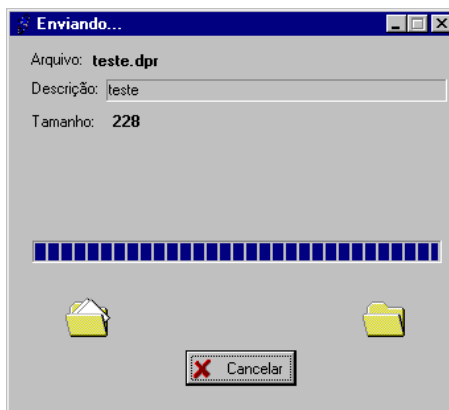 Enviando...
Arquivo: teste.dpr
Descrição: teste
Tamanho: 228
Cancelar